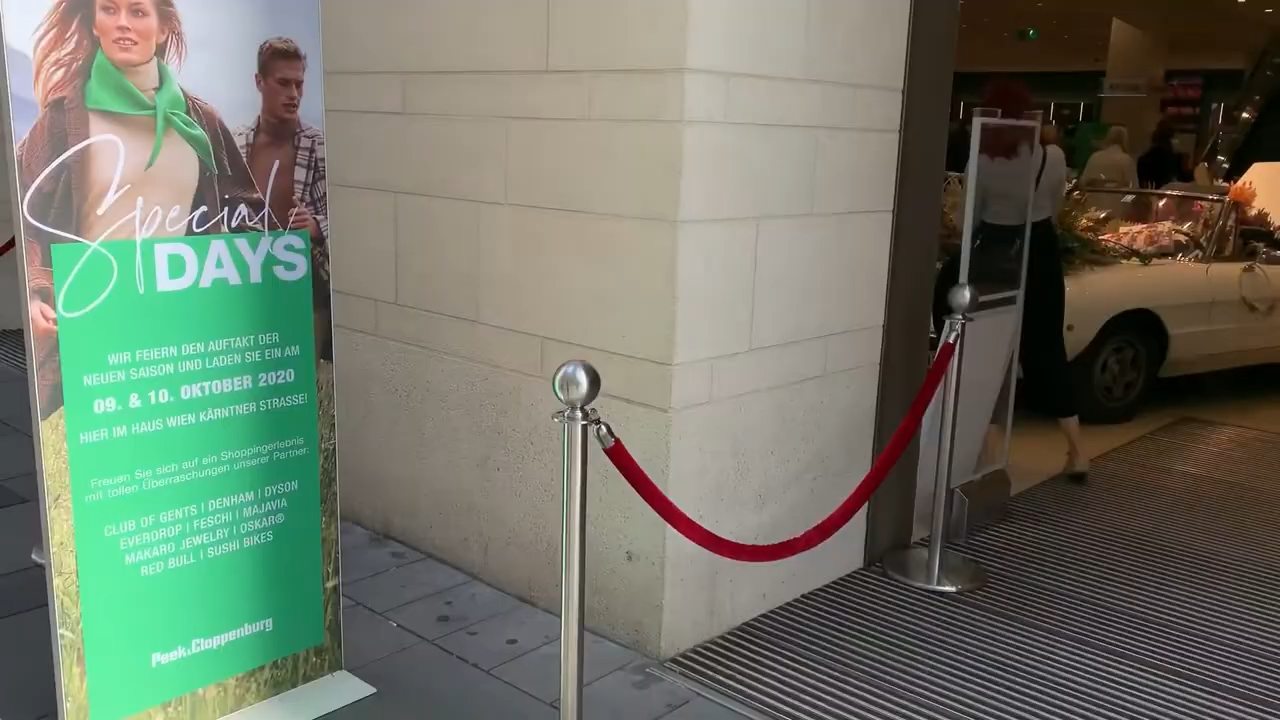 Special
DAYS
WIR FEIERN DEN AUFTAKT DER
NEUEN SAISON UND LADEN SIE EIN AM
09. & 10. OKTOBER 2020
HIER IM HAUS WIEN KÄRNTNER STRASSE!
Freuen Sie sich auf ein Shoppingerlebnis
mit tollen Überraschungen unserer Partner:
CLUB OF GENTS | DENHAM | DYSON
EVERDROP | FESCHI | MAJAVIA
MAKARO JEWELRY | OSKAR®
RED BULL | SUSHI BIKES
Peek&Cloppenburg